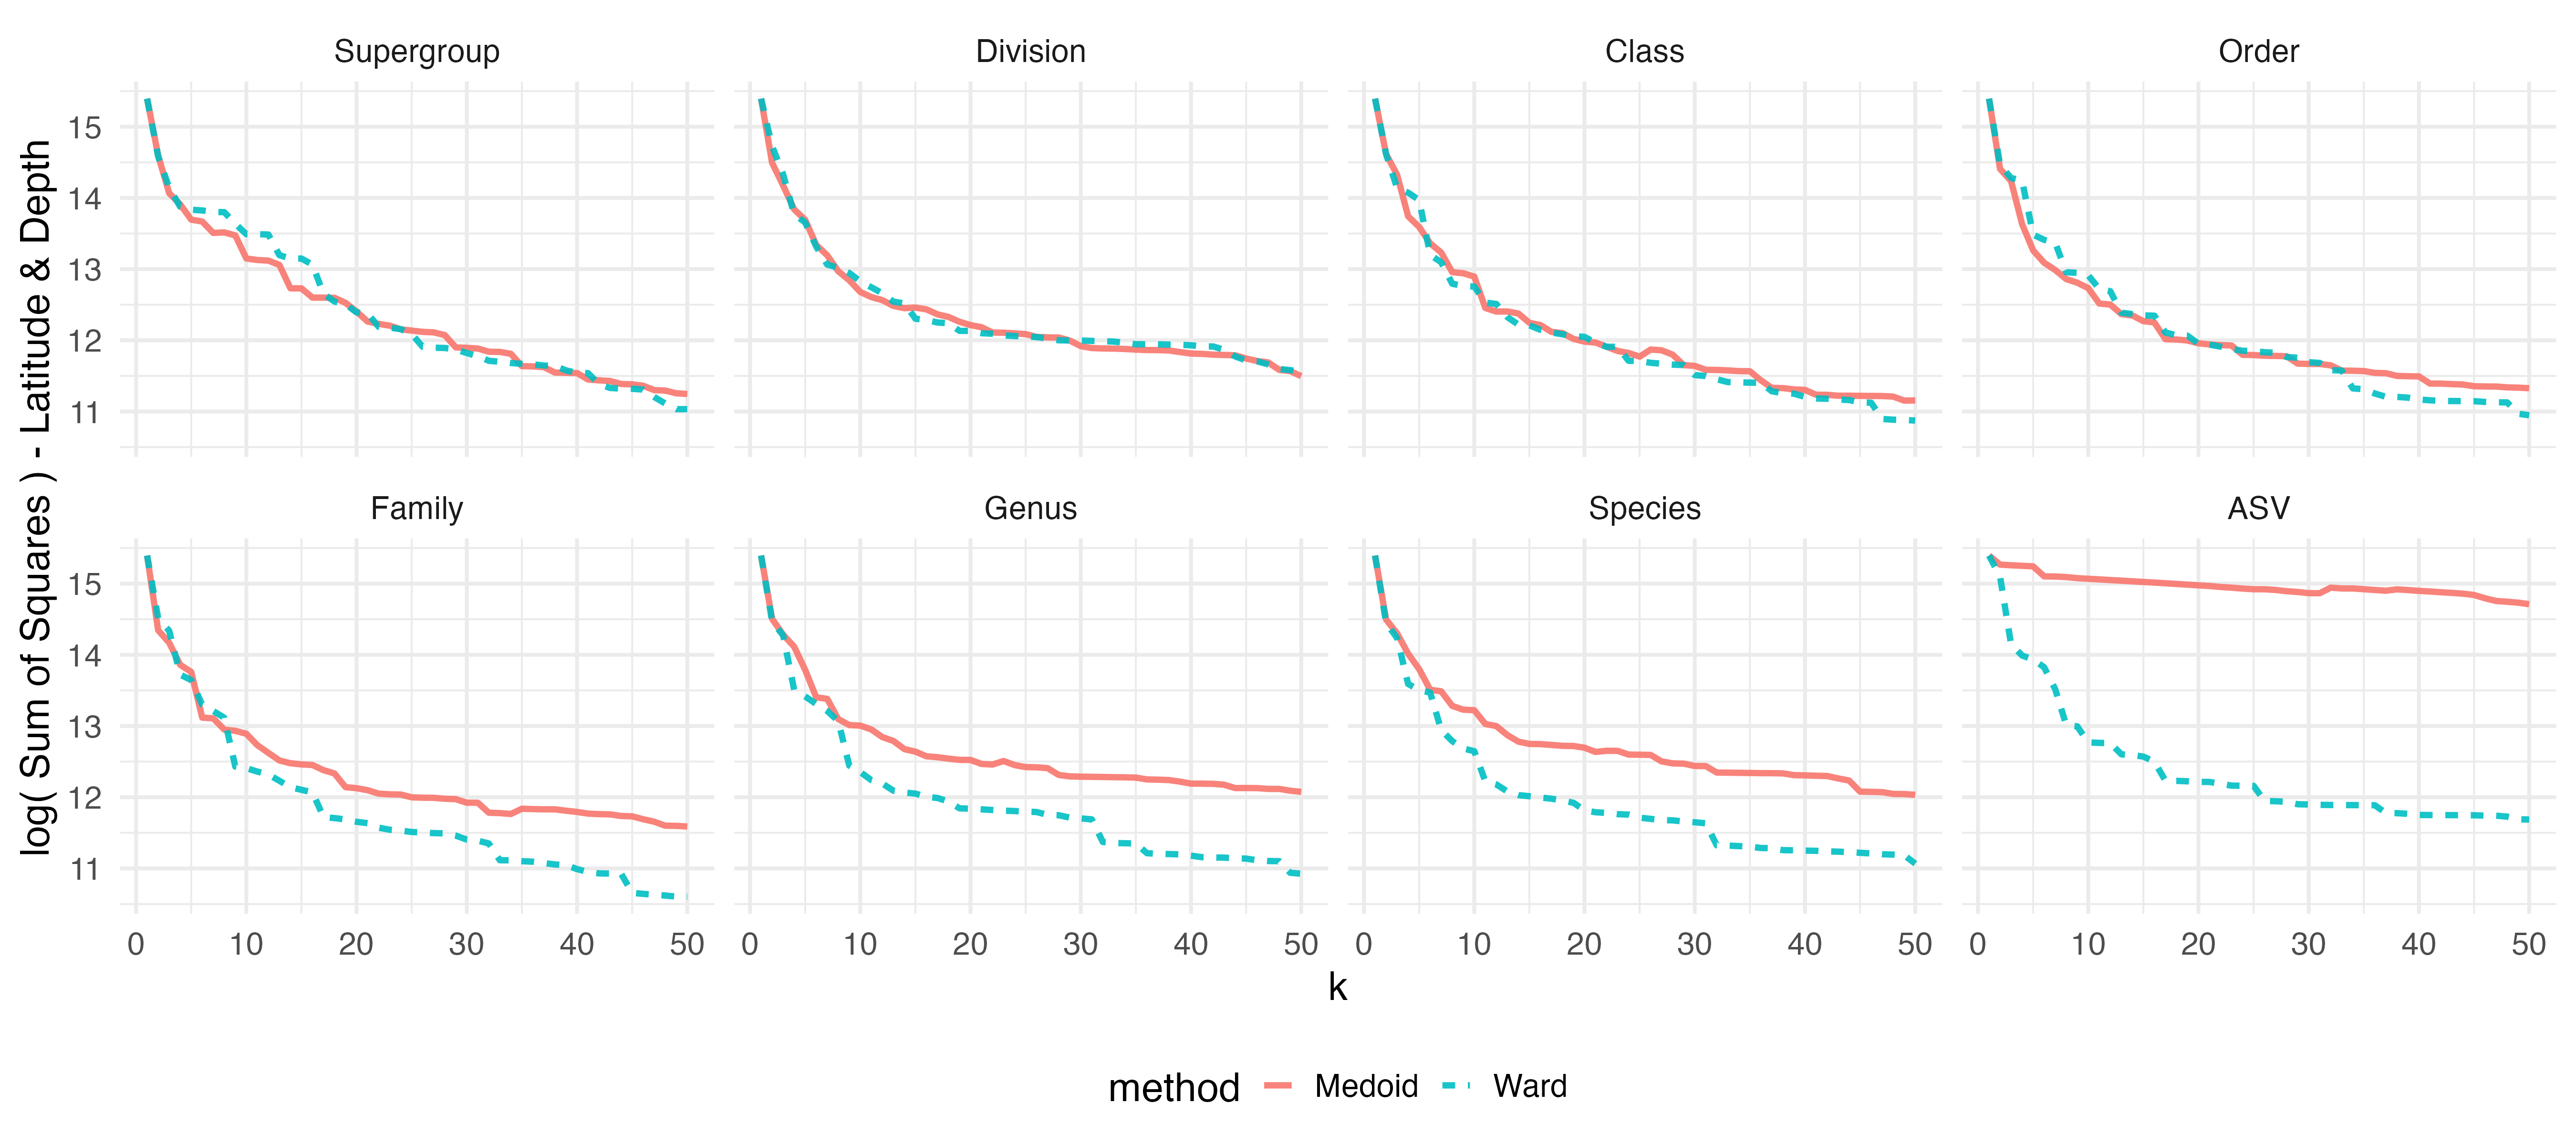 Supergroup Division Class Order
log( Sum of Squares ) - Latitude & Depth
15
14
13
12
11
Family Genus Species ASV
15
14
13
12
11
0 10 20 30 40 50 0 10 20 30 40 50 0 10 20 30 40 50 0 10 20 30 40 50
k
method Medoid Ward